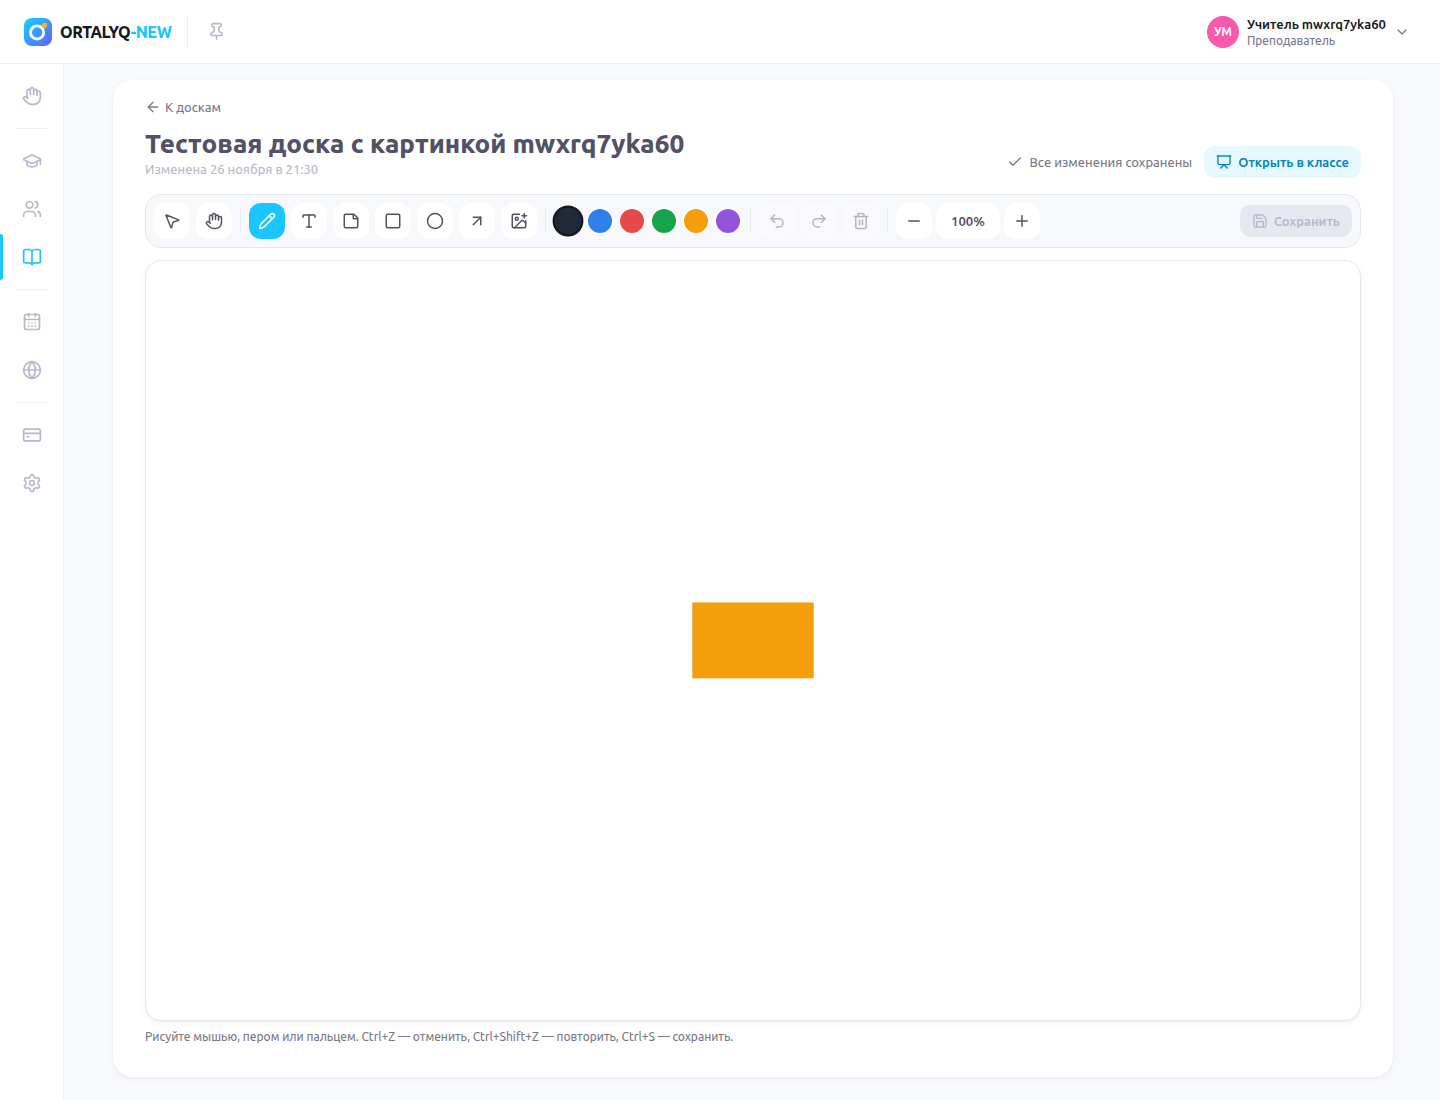 ORTALYQ-NEW
УМ
Учитель mwxrq7yka60
Преподаватель
К доскам
Тестовая доска с картинкой mwxrq7yka60
Изменена 26 ноября в 21:30
Все изменения сохранены
Открыть в классе
100%
Сохранить
Рисуйте мышью, пером или пальцем. Ctrl+Z — отменить, Ctrl+Shift+Z — повторить, Ctrl+S — сохранить.